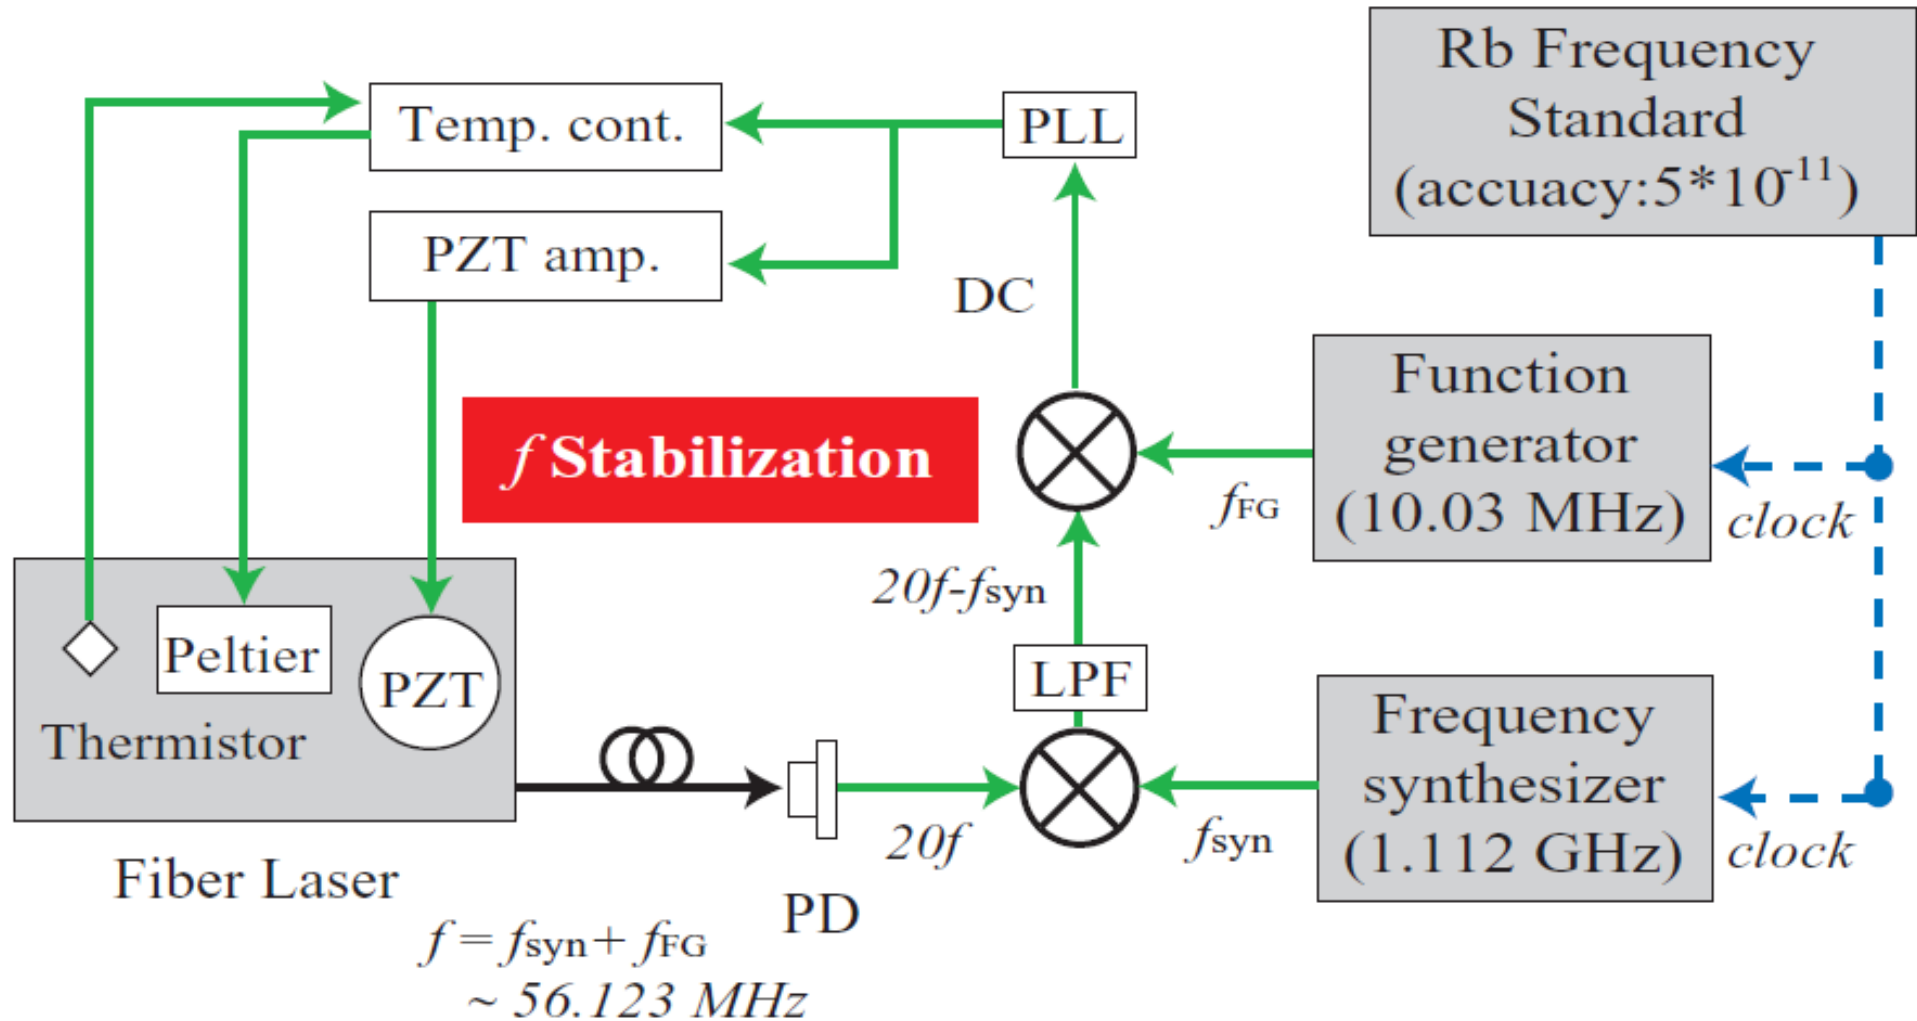 Rb Frequency
Standard
(accuacy:5*10⁻¹¹)
Temp. cont.
PLL
PZT amp.
DC
Function
generator
(10.03 MHz)
f Stabilization
fFG
clock
20f-fsyn
Peltier
PZT
LPF
Thermistor
Frequency
synthesizer
(1.112 GHz)
20f
fsyn
clock
Fiber Laser
PD
f = fsyn + fFG
~ 56.123 MHz